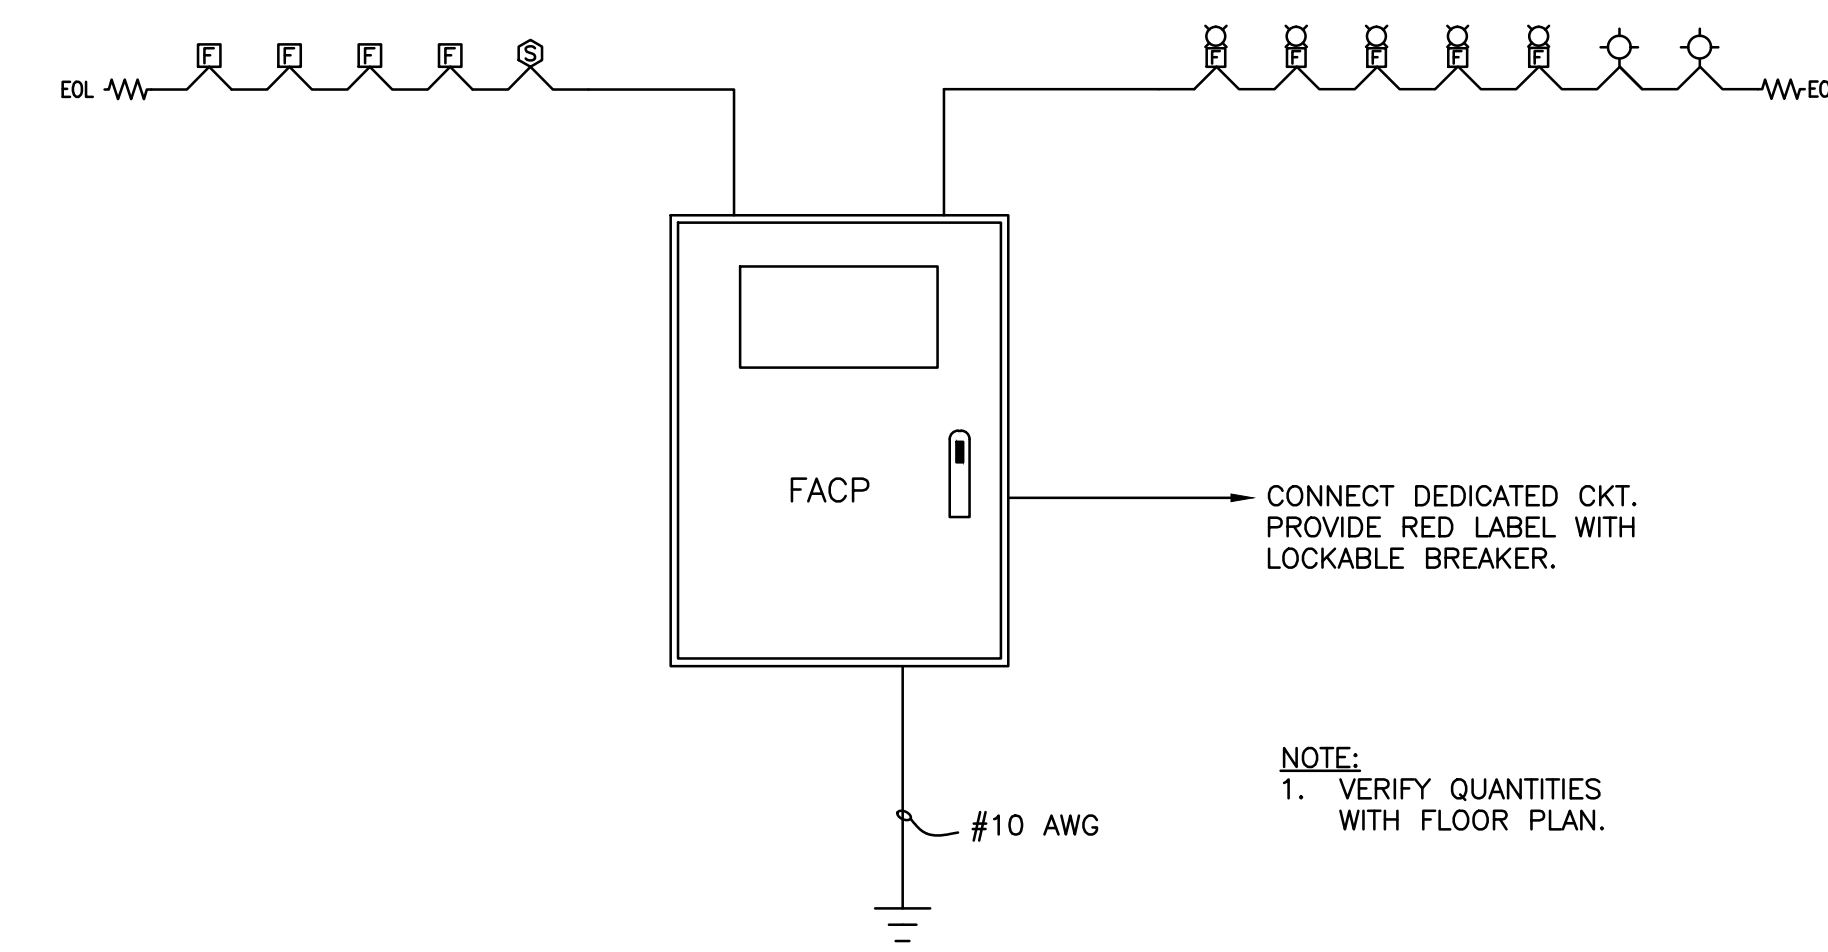 F F F F S
F F F F F
EOL
EO
FACP
CONNECT DEDICATED CKT.
PROVIDE RED LABEL WITH
LOCKABLE BREAKER.
NOTE:
1. VERIFY QUANTITIES
WITH FLOOR PLAN.
#10 AWG